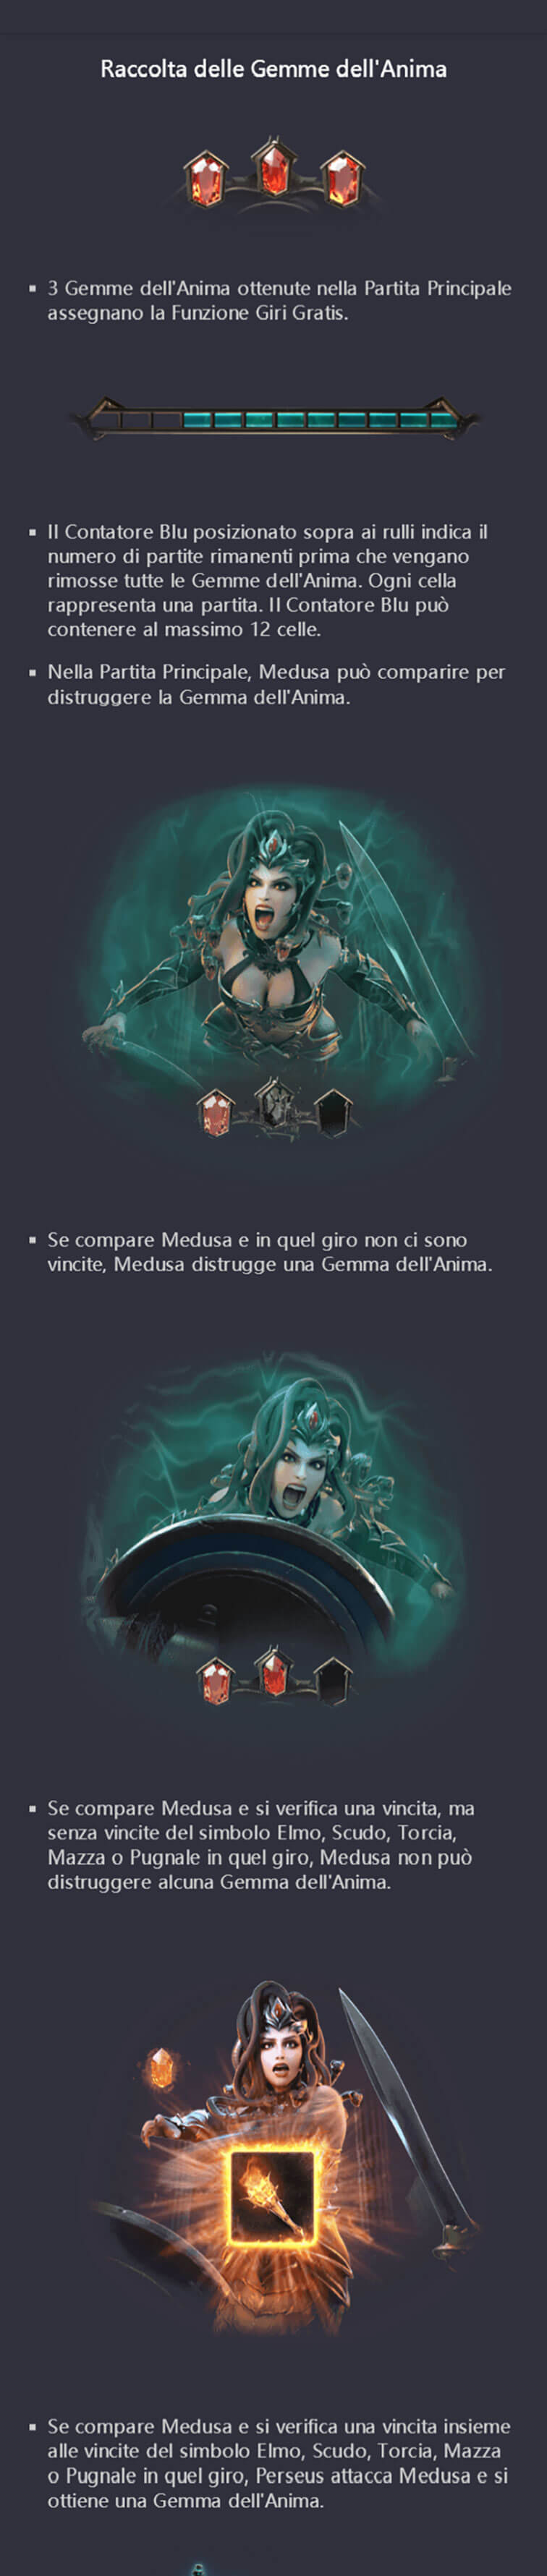 Raccolta delle Gemme dell'Anima
▪ 3 Gemme dell'Anima ottenute nella Partita Principale
assegnano la Funzione Giri Gratis.
▪ Il Contatore Blu posizionato sopra ai rulli indica il
numero di partite rimanenti prima che vengano
rimosse tutte le Gemme dell'Anima. Ogni cella
rappresenta una partita. Il Contatore Blu può
contenere al massimo 12 celle.
▪ Nella Partita Principale, Medusa può comparire per
distruggere la Gemma dell'Anima.
▪ Se compare Medusa e in quel giro non ci sono
vincite, Medusa distrugge una Gemma dell'Anima.
▪ Se compare Medusa e si verifica una vincita, ma
senza vincite del simbolo Elmo, Scudo, Torcia,
Mazza o Pugnale in quel giro, Medusa non può
distruggere alcuna Gemma dell'Anima.
▪ Se compare Medusa e si verifica una vincita insieme
alle vincite del simbolo Elmo, Scudo, Torcia, Mazza
o Pugnale in quel giro, Perseus attacca Medusa e si
ottiene una Gemma dell'Anima.